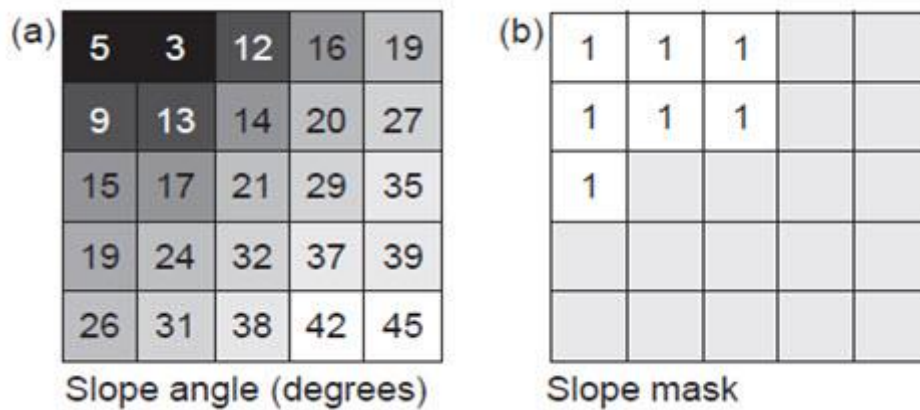 (a) 5 3 12 16 19
9 13 14 20 27
15 17 21 29 35
19 24 32 37 39
26 31 38 42 45
Slope angle (degrees)
(b) 1 1 1
1 1 1
1
Slope mask